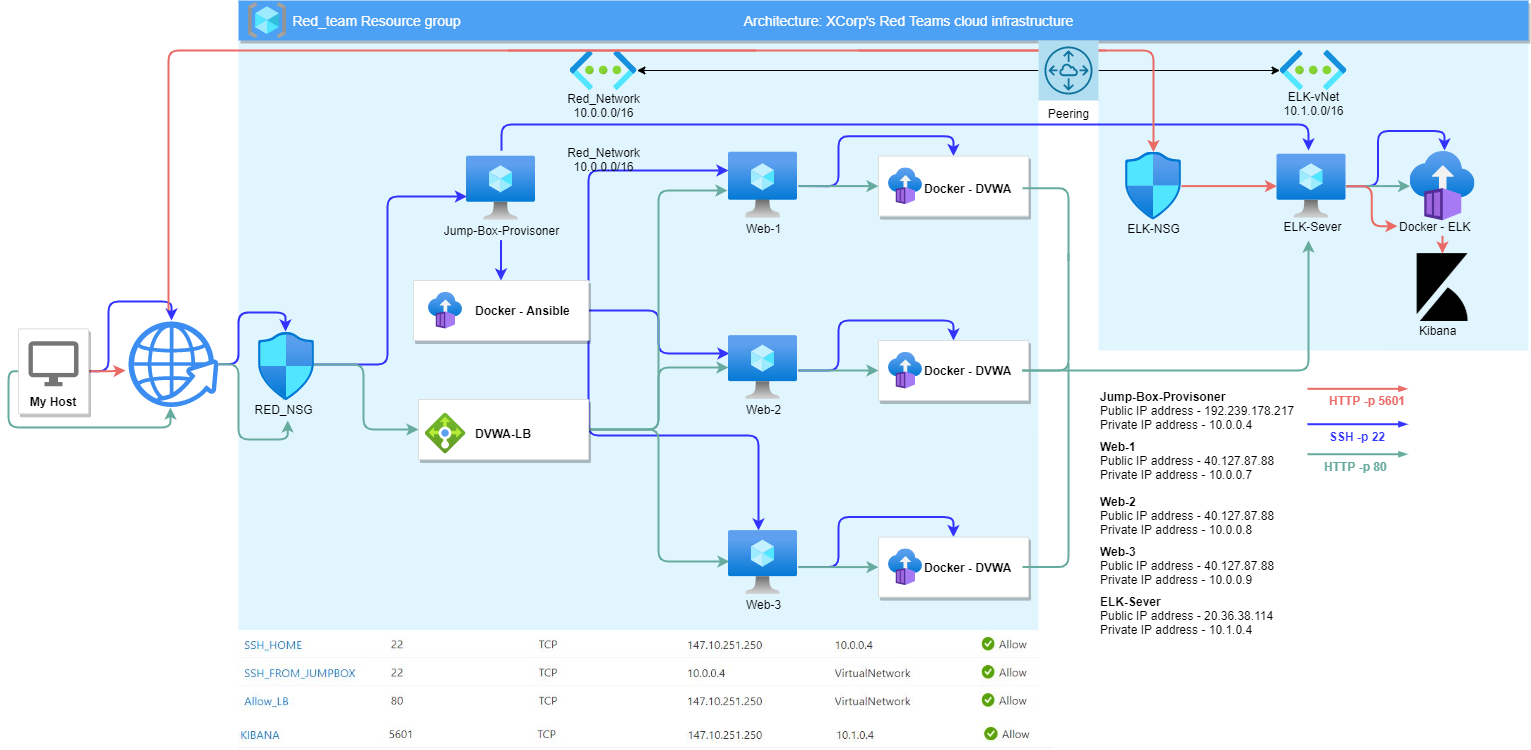 Red_team Resource group
Architecture: XCorp's Red Teams cloud infrastructure
Red_Network
10.0.0.0/16
Peering
ELK-vNet
10.1.0.0/16
Red_Network
10.0.0.0/16
Jump-Box-Provisoner
Web-1
Docker - DVWA
ELK-NSG
ELK-Sever
Docker - ELK
Docker - Ansible
Kibana
My Host
RED_NSG
Web-2
Docker - DVWA
DVWA-LB
Web-3
Docker - DVWA
HTTP -p 5601
SSH -p 22
HTTP -p 80
Jump-Box-Provisoner
Public IP address - 192.239.178.217
Private IP address - 10.0.0.4
Web-1
Public IP address - 40.127.87.88
Private IP address - 10.0.0.7
Web-2
Public IP address - 40.127.87.88
Private IP address - 10.0.0.8
Web-3
Public IP address - 40.127.87.88
Private IP address - 10.0.0.9
ELK-Sever
Public IP address - 20.36.38.114
Private IP address - 10.1.0.4
SSH_HOME 22 TCP 147.10.251.250 10.0.0.4 Allow
SSH_FROM_JUMPBOX 22 TCP 10.0.0.4 VirtualNetwork Allow
Allow_LB 80 TCP 147.10.251.250 VirtualNetwork Allow
KIBANA 5601 TCP 147.10.251.250 10.1.0.4 Allow